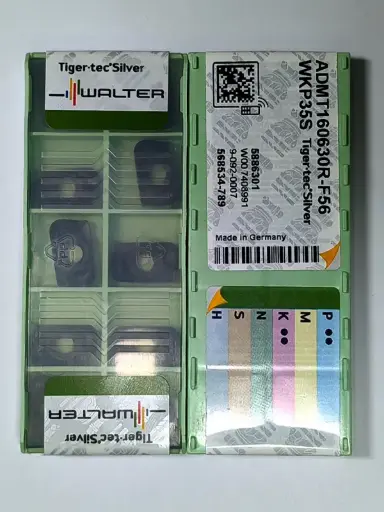 Tiger·tec®Silver
WALTER
ADMT160630R-F56
WKP35S Tiger·tec®Silver
5886301
W007408991
9-092-0007
568534-789
Made in Germany
P ●●
M
K ●●
N
S
H
WALTER
Tiger·tec®Silver